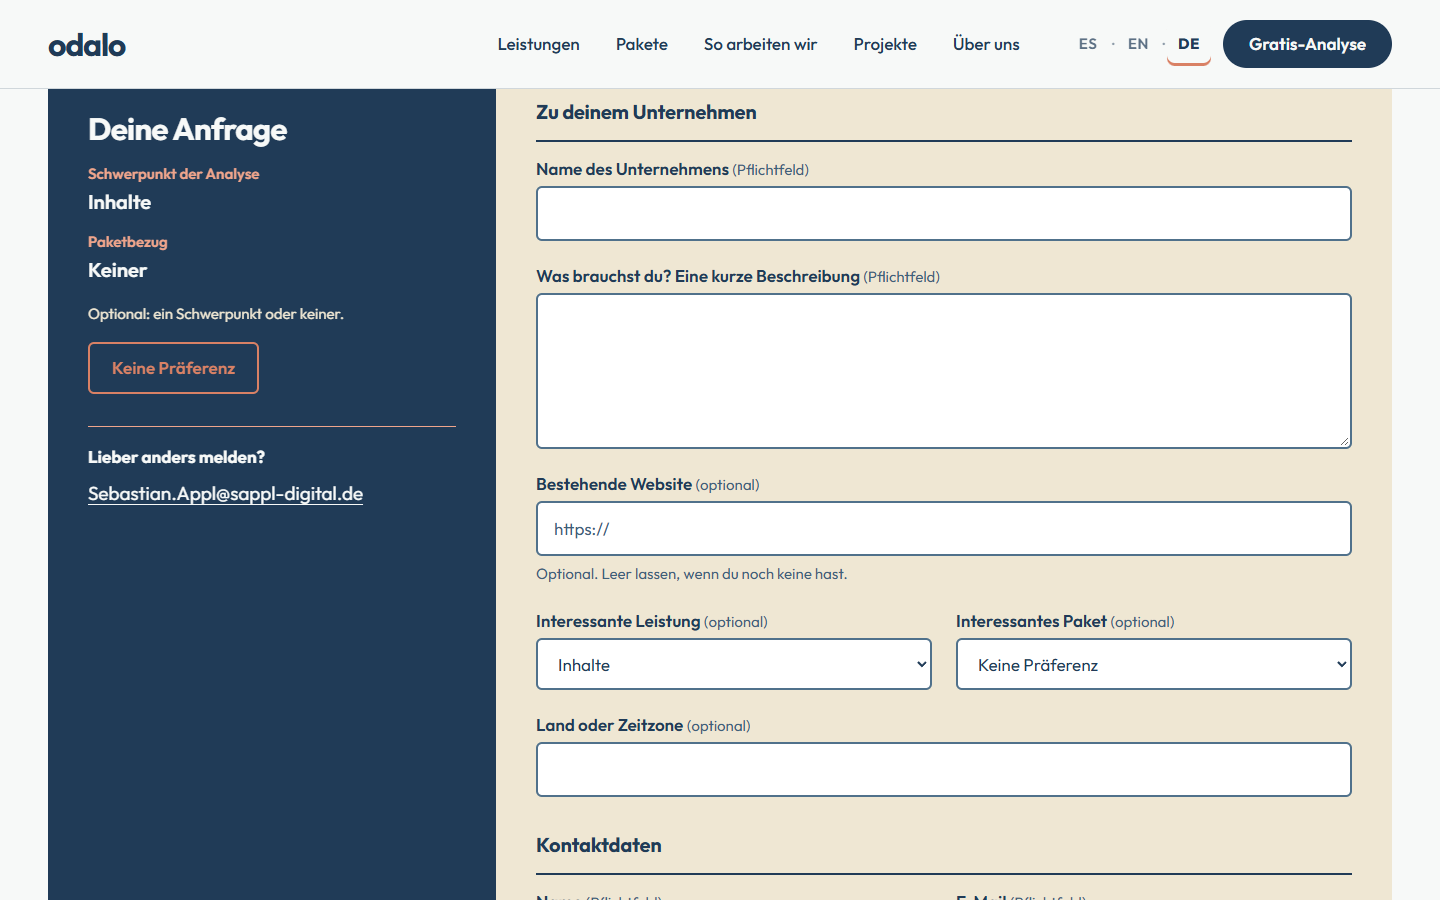 odalo
Leistungen
Pakete
So arbeiten wir
Projekte
Über uns
ES · EN · DE
Gratis-Analyse
Deine Anfrage
Schwerpunkt der Analyse
Inhalte
Paketbezug
Keiner
Optional: ein Schwerpunkt oder keiner.
Keine Präferenz
Lieber anders melden?
Sebastian.Appl@sappl-digital.de
Zu deinem Unternehmen
Name des Unternehmens (Pflichtfeld)
Was brauchst du? Eine kurze Beschreibung (Pflichtfeld)
Bestehende Website (optional)
https://
Optional. Leer lassen, wenn du noch keine hast.
Interessante Leistung (optional)
Inhalte
Interessantes Paket (optional)
Keine Präferenz
Land oder Zeitzone (optional)
Kontaktdaten
Name (Pflichtfeld)
E-Mail (Pflichtfeld)